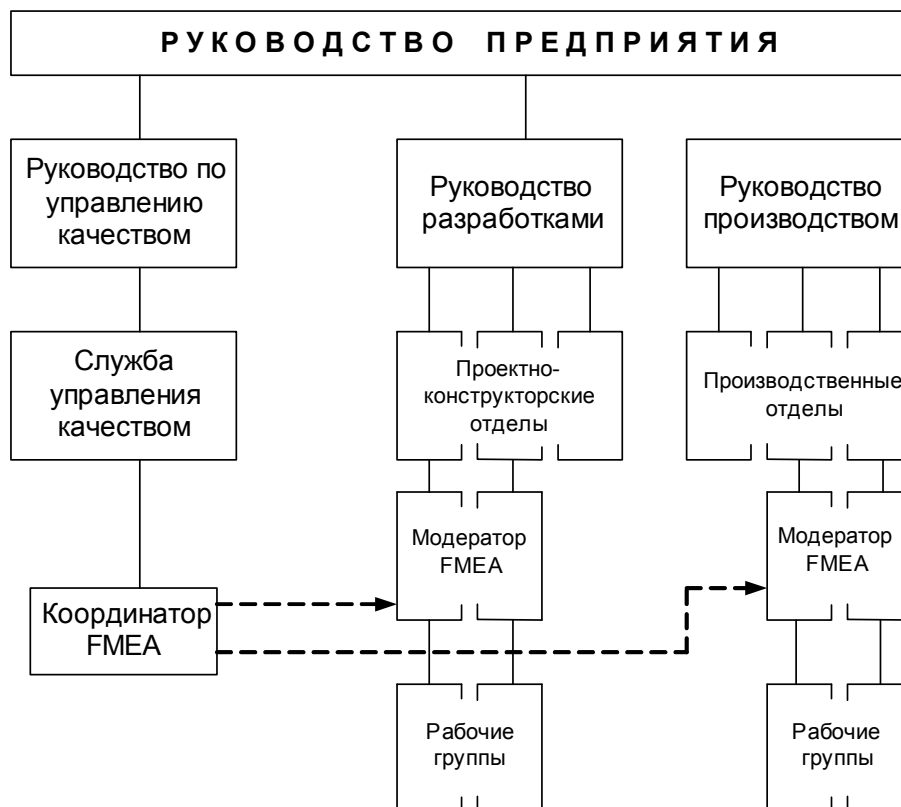 РУКОВОДСТВО ПРЕДПРИЯТИЯ
Руководство по
управлению
качеством
Руководство
разработками
Руководство
производством
Служба
управления
качеством
Проектно-
конструкторские
отделы
Производственные
отделы
Модератор
FMEA
Модератор
FMEA
Координатор
FMEA
Рабочие
группы
Рабочие
группы